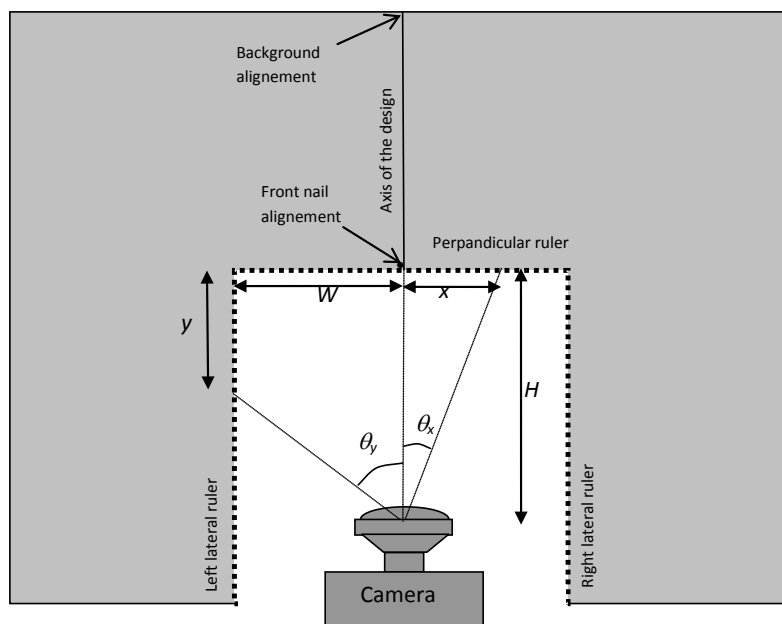 Background
alignement
Axis of the design
Front nail
alignement
Perpandicular ruler
W
x
y
H
θy
θx
Left lateral ruler
Right lateral ruler
Camera